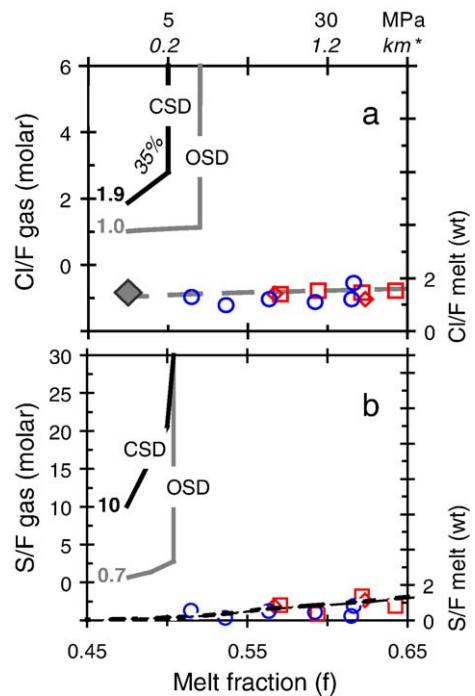 5 30 MPa
0.2 1.2 km*
6
4
2
0
Cl/F gas (molar)
CSD
35%
OSD
1.9
1.0
a
2
1
0
Cl/F melt (wt)
30
25
20
15
10
5
0
S/F gas (molar)
CSD
OSD
10
0.7
b
2
1
0
S/F melt (wt)
0.45 0.55 0.65
Melt fraction (f)